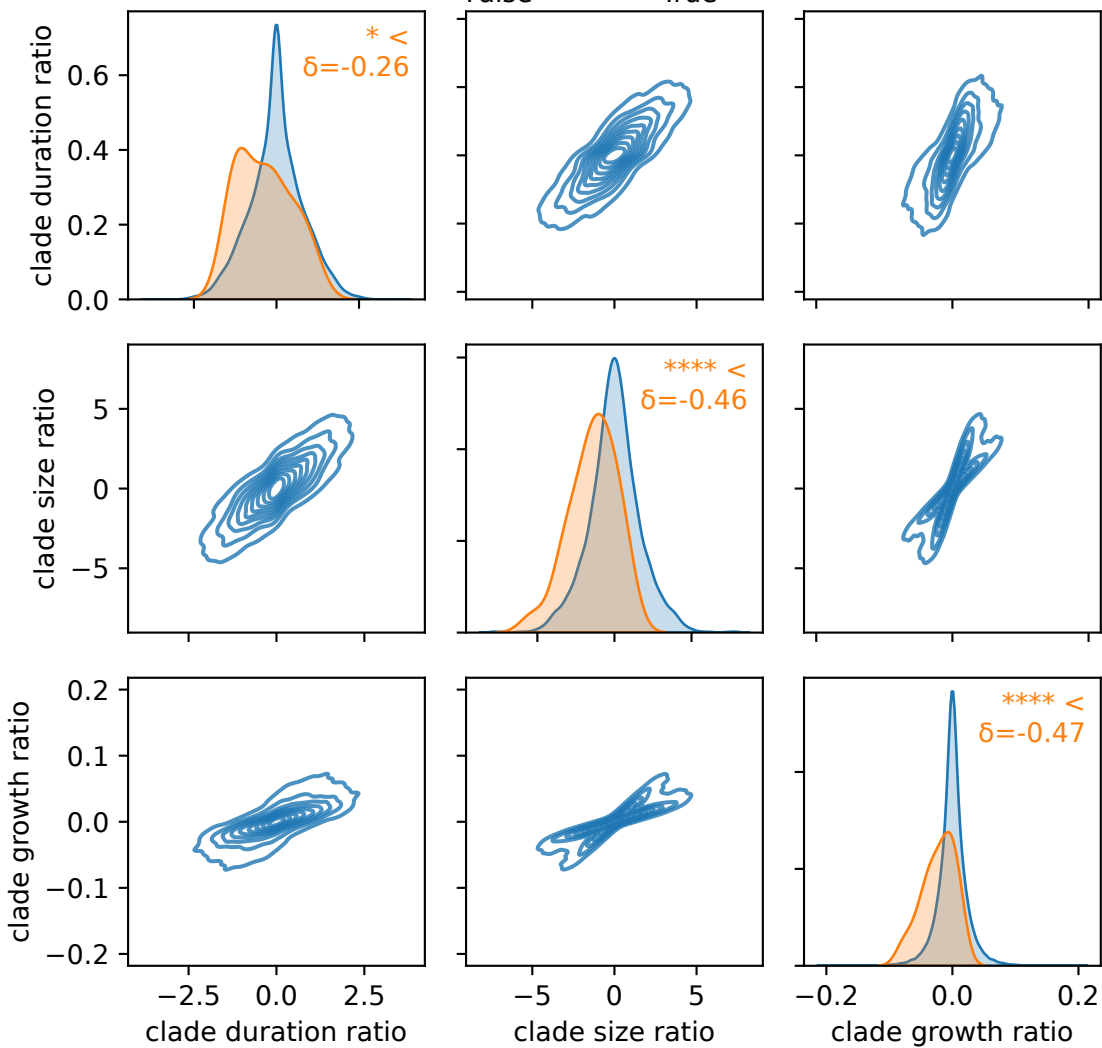 clade duration ratio
0.6
0.4
0.2
0.0
* <
δ=-0.26
clade size ratio
5
0
−5
**** <
δ=-0.46
clade growth ratio
0.2
0.1
0.0
−0.1
−0.2
**** <
δ=-0.47
−2.5 0.0 2.5
−5 0 5
−0.2 0.0 0.2
clade duration ratio
clade size ratio
clade growth ratio